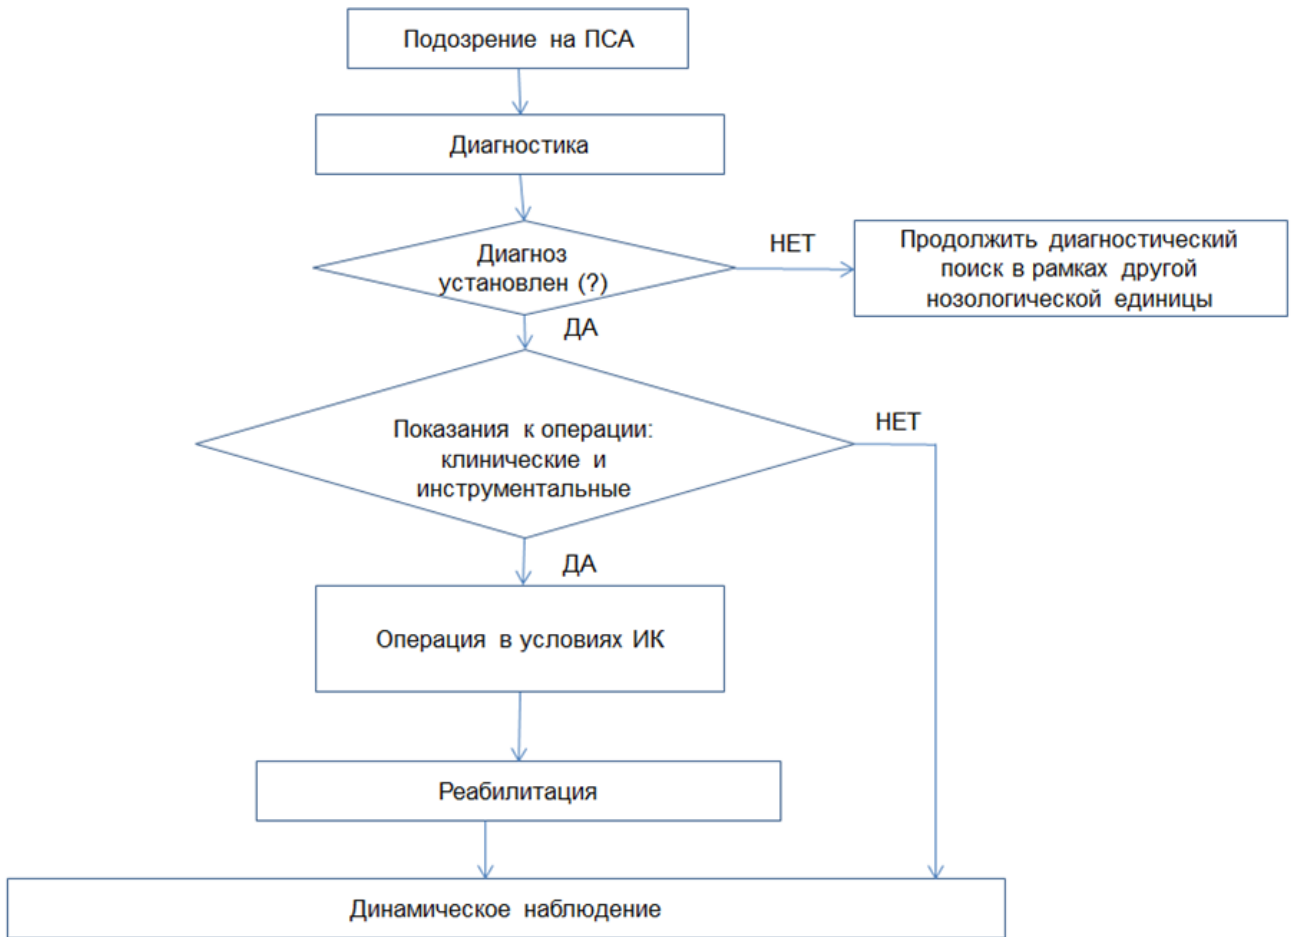 Подозрение на ПСА
Диагностика
Диагноз
установлен (?)
НЕТ
Продолжить диагностический
поиск в рамках другой
нозологической единицы
ДА
Показания к операции:
клинические и
инструментальные
НЕТ
ДА
Операция в условиях ИК
Реабилитация
Динамическое наблюдение